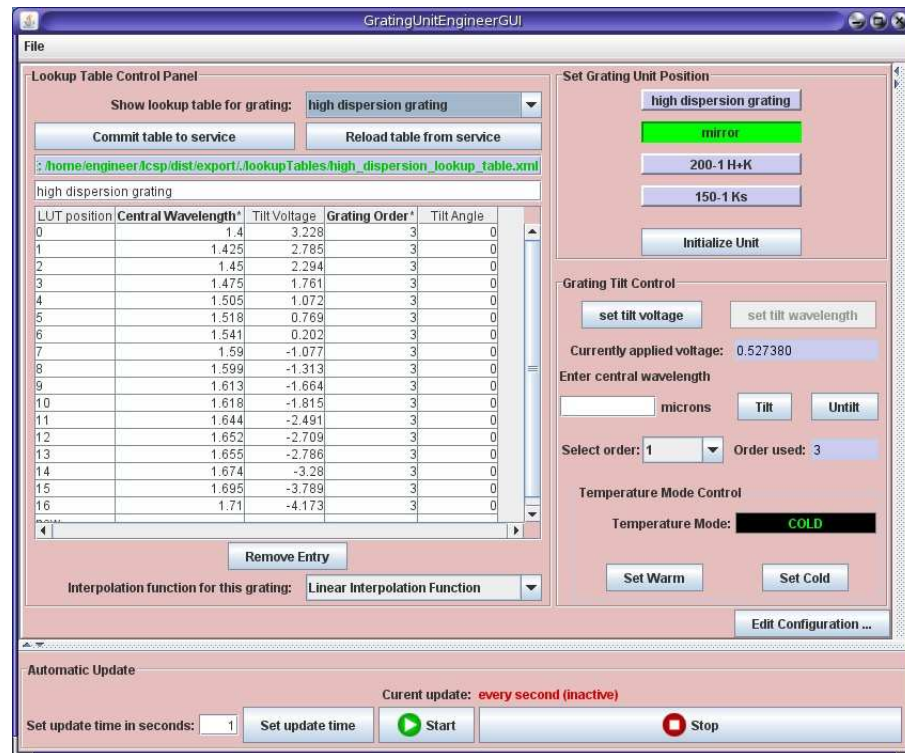 GratingUnitEngineerGUI
File
Lookup Table Control Panel
Show lookup table for grating: high dispersion grating
Commit table to service Reload table from service
: /home/engineer/lcsp/dist/export/./lookupTables/high_dispersion_lookup_table.xml
high dispersion grating
LUT position Central Wavelength* Tilt Voltage Grating Order* Tilt Angle
0 1.4 3.228 3 0
1 1.425 2.785 3 0
2 1.45 2.294 3 0
3 1.475 1.761 3 0
4 1.505 1.072 3 0
5 1.518 0.769 3 0
6 1.541 0.202 3 0
7 1.59 -1.077 3 0
8 1.599 -1.313 3 0
9 1.613 -1.664 3 0
10 1.618 -1.815 3 0
11 1.644 -2.491 3 0
12 1.652 -2.709 3 0
13 1.655 -2.786 3 0
14 1.674 -3.28 3 0
15 1.695 -3.789 3 0
16 1.71 -4.173 3 0
Remove Entry
Interpolation function for this grating: Linear Interpolation Function
Set Grating Unit Position
high dispersion grating
mirror
200-1 H+K
150-1 Ks
Initialize Unit
Grating Tilt Control
set tilt voltage set tilt wavelength
Currently applied voltage: 0.527380
Enter central wavelength
microns Tilt Untilt
Select order: 1 Order used: 3
Temperature Mode Control
Temperature Mode: COLD
Set Warm Set Cold
Edit Configuration ...
Automatic Update
Curent update: every second (inactive)
Set update time in seconds: 1 Set update time Start Stop